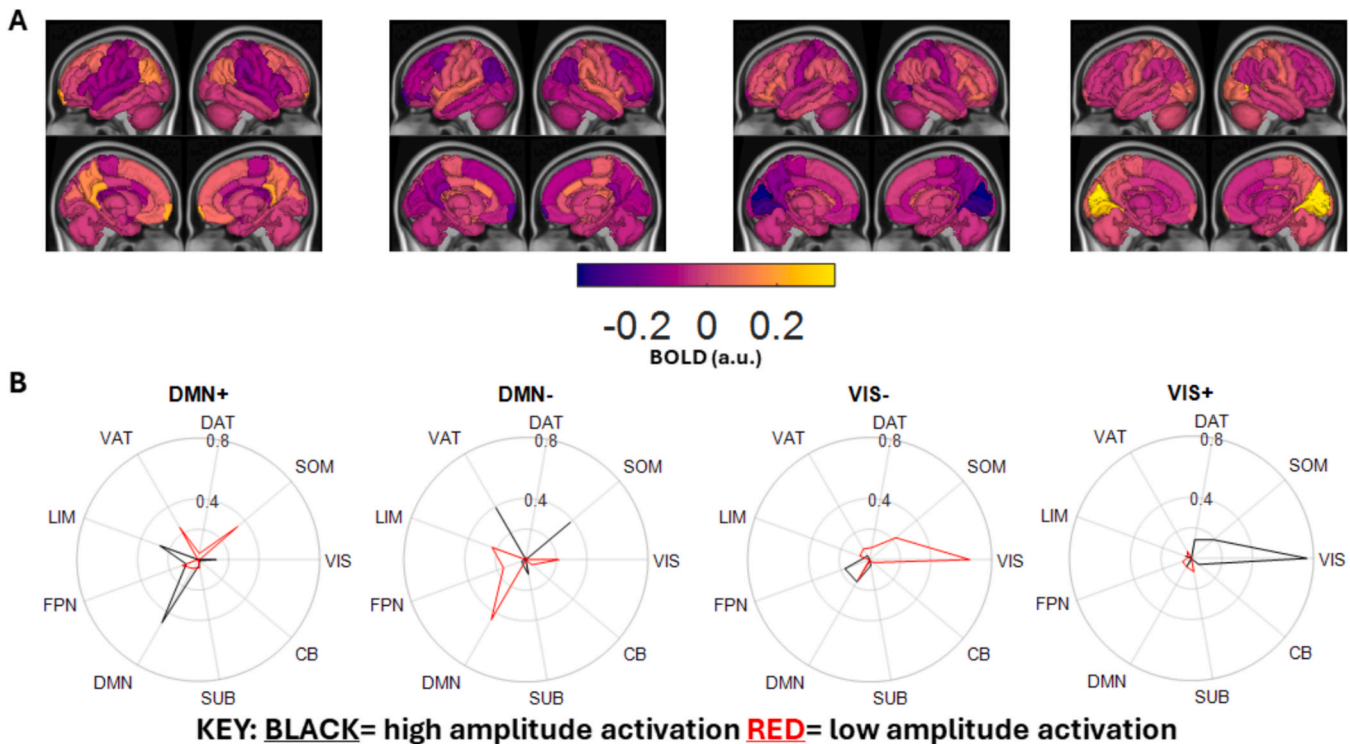 A
-0.2 0 0.2
BOLD (a.u.)
B
DMN+ DMN- VIS- VIS+
DAT DAT DAT DAT
VAT 0.8 VAT 0.8 VAT 0.8 VAT 0.8
SOM SOM SOM SOM
0.4 0.4 0.4 0.4
LIM LIM LIM LIM
VIS VIS VIS VIS
FPN FPN FPN FPN
CB CB CB CB
DMN DMN DMN DMN
SUB SUB SUB SUB
KEY: BLACK= high amplitude activation RED= low amplitude activation